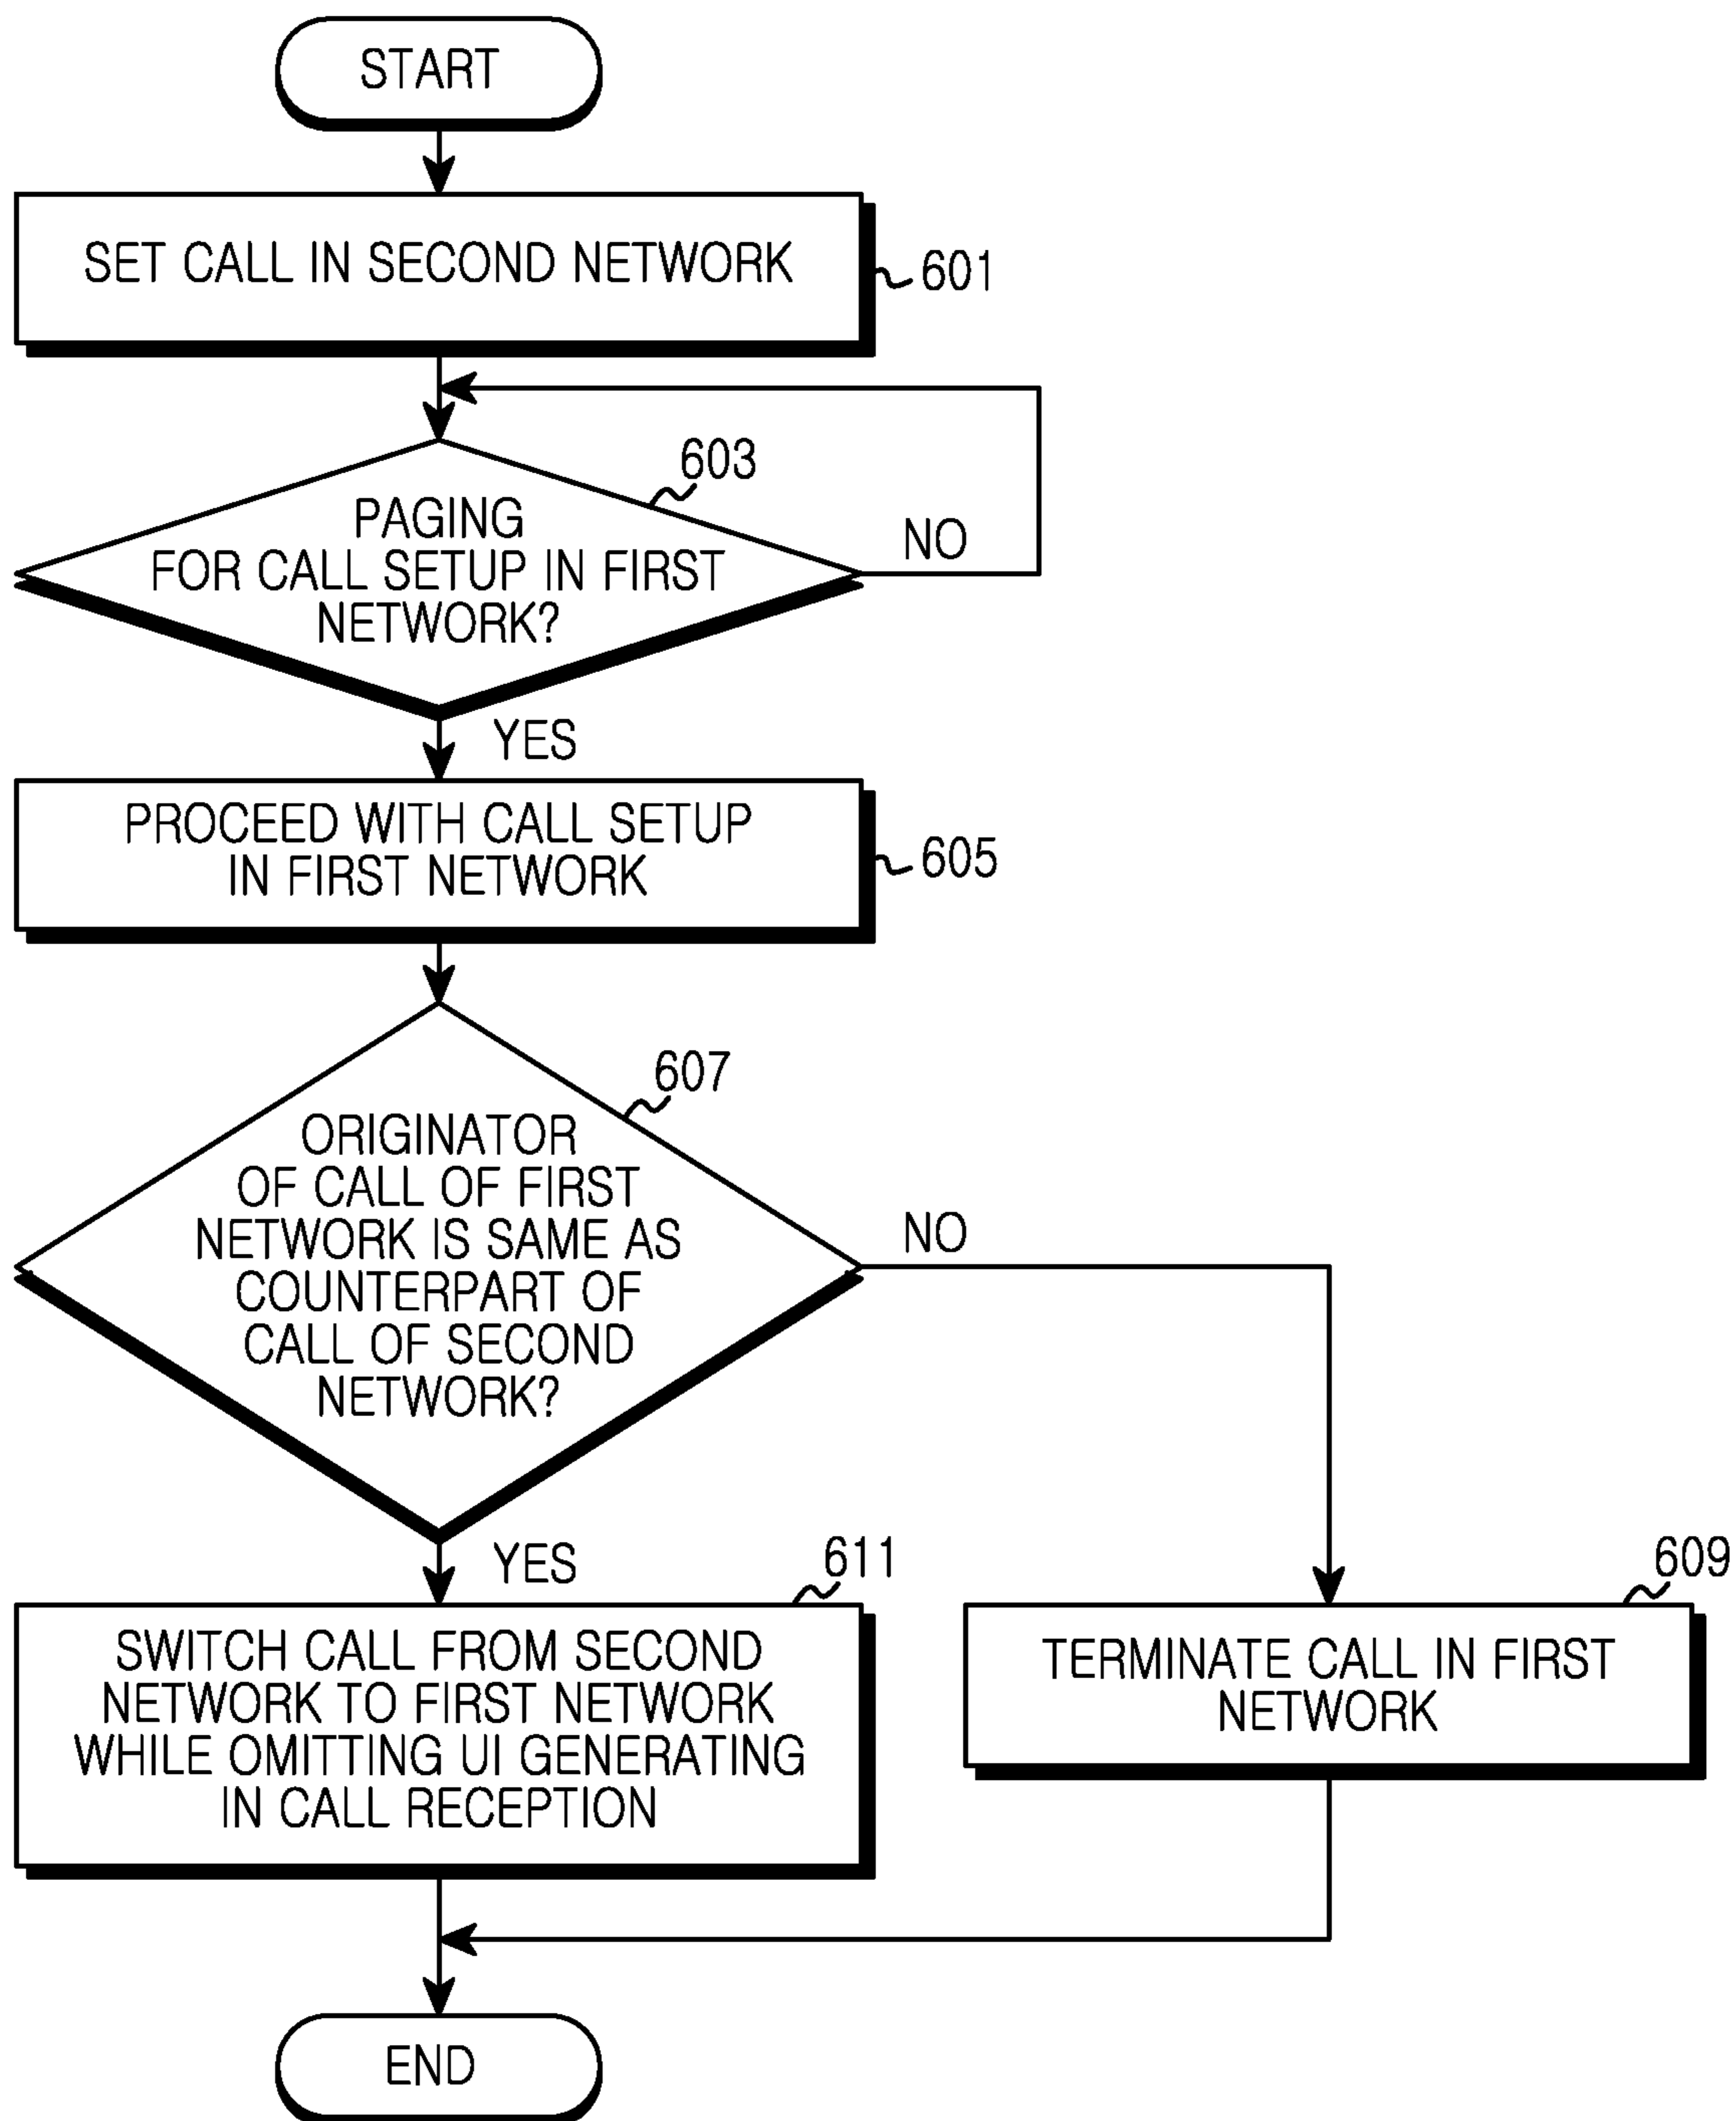 START
SET CALL IN SECOND NETWORK
601
603
PAGING
FOR CALL SETUP IN FIRST
NETWORK?
NO
YES
PROCEED WITH CALL SETUP
IN FIRST NETWORK
605
607
ORIGINATOR
OF CALL OF FIRST
NETWORK IS SAME AS
COUNTERPART OF
CALL OF SECOND
NETWORK?
NO
YES
611
SWITCH CALL FROM SECOND
NETWORK TO FIRST NETWORK
WHILE OMITTING UI GENERATING
IN CALL RECEPTION
609
TERMINATE CALL IN FIRST
NETWORK
END